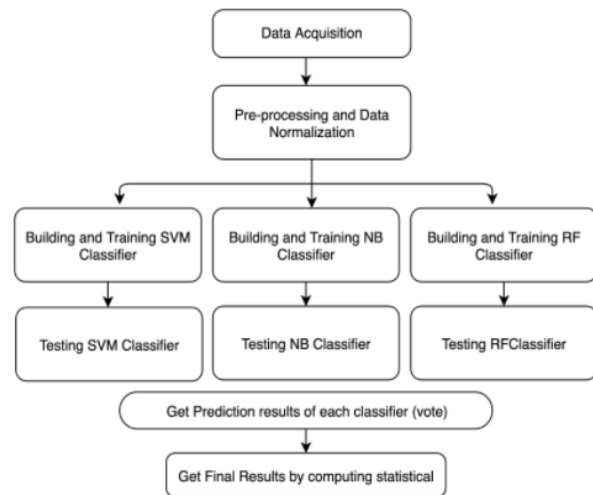 Data Acquisition
Pre-processing and Data
Normalization
Building and Training SVM
Classifier
Building and Training NB
Classifier
Building and Training RF
Classifier
Testing SVM Classifier
Testing NB Classifier
Testing RFClassifier
Get Prediction results of each classifier (vote)
Get Final Results by computing statistical